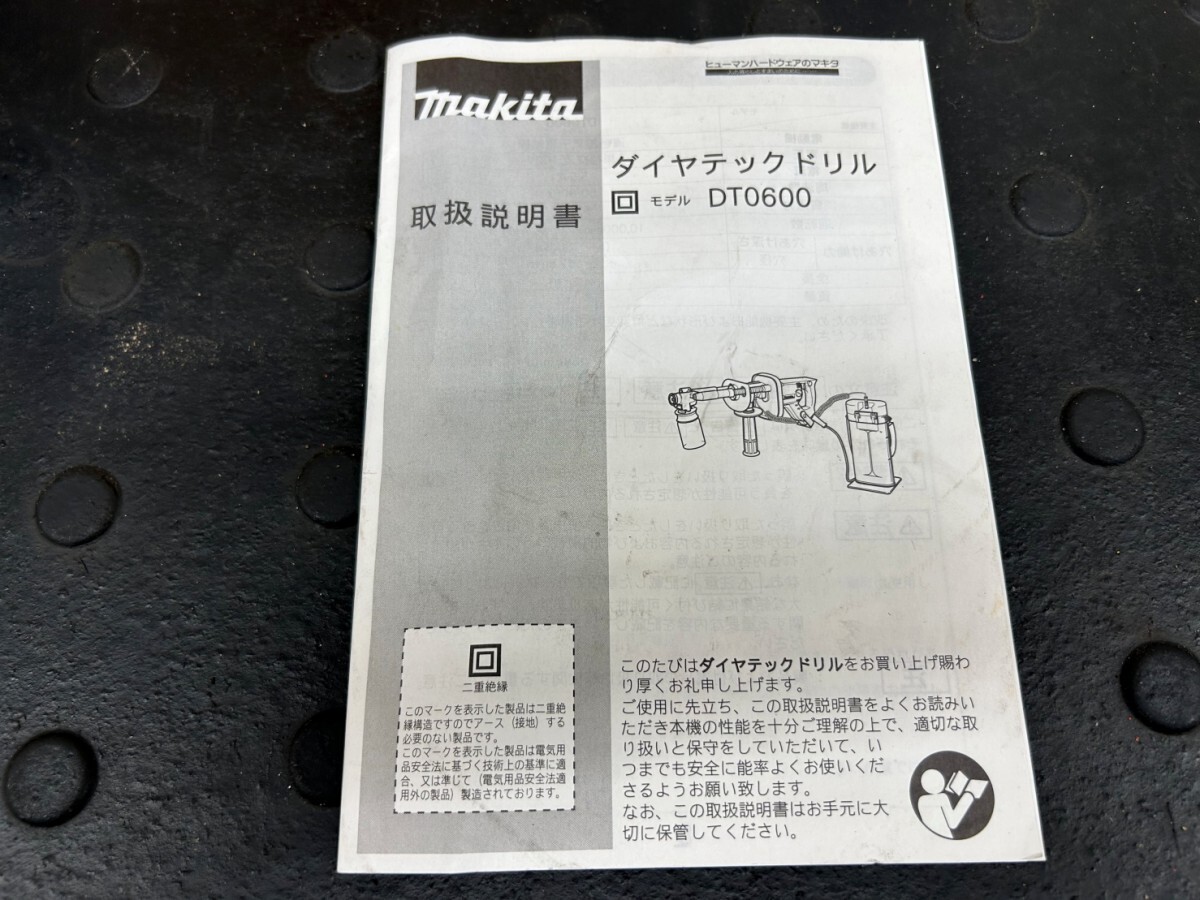 makita
取扱説明書
ヒューマンハードウェアのマキタ
ダイヤテックドリル
モデル DT0600
二重絶縁
このマークを表示した製品は二重絶
縁構造ですのでアース（接地）する
必要のない製品です。
このマークを表示した製品は電気用
品安全法に基づく技術上の基準に適
合、又は準じて（電気用品安全法適
用外の製品）製造されております。
このたびはダイヤテックドリルをお買い上げ賜わ
り厚くお礼申し上げます。
ご使用に先立ち、この取扱説明書をよくお読みい
ただき本機の性能を十分ご理解の上で、適切な取
り扱いと保守をしていただいて、い
つまでも安全に能率よくお使いくだ
さるようお願い致します。
なお、この取扱説明書はお手元に大
切に保管してください。